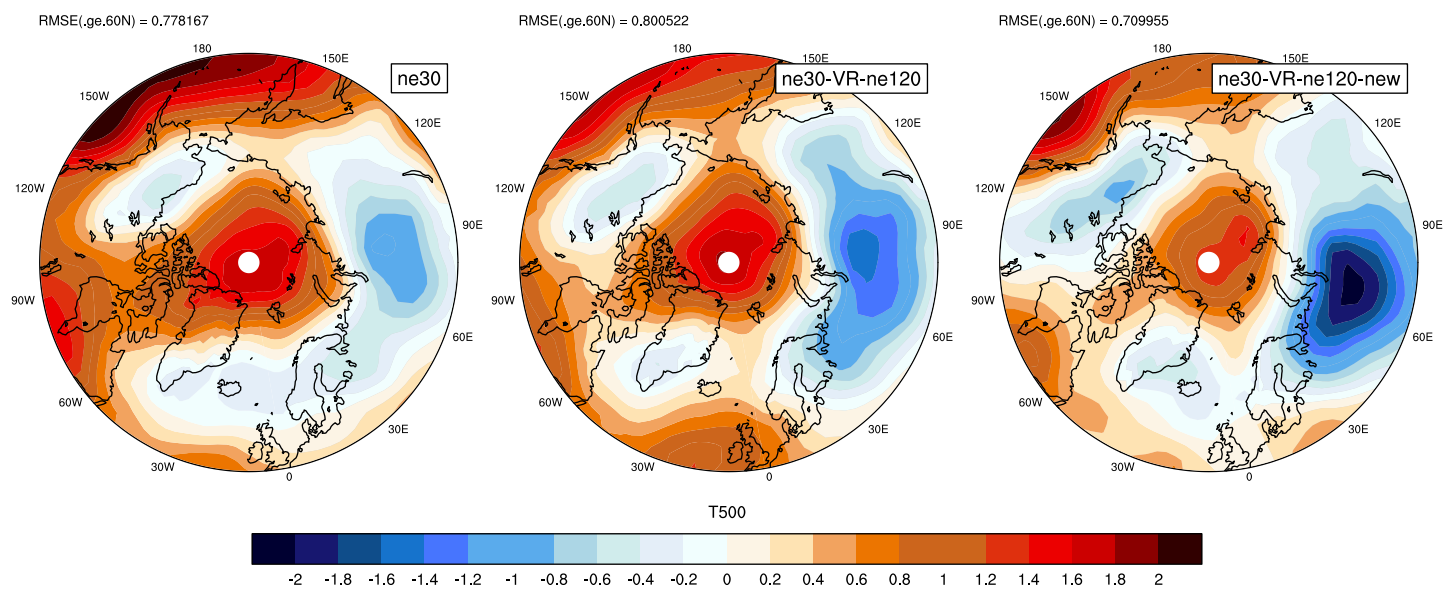 RMSE(.ge.60N) = 0.778167
RMSE(.ge.60N) = 0.800522
RMSE(.ge.60N) = 0.709955
ne30
ne30-VR-ne120
ne30-VR-ne120-new
180
150E
120E
90E
60E
30E
0
30W
60W
90W
120W
150W
180
150E
120E
90E
60E
30E
0
30W
60W
90W
120W
150W
180
150E
120E
90E
60E
30E
0
30W
60W
90W
120W
150W
T500
-2 -1.8 -1.6 -1.4 -1.2 -1 -0.8 -0.6 -0.4 -0.2 0 0.2 0.4 0.6 0.8 1 1.2 1.4 1.6 1.8 2